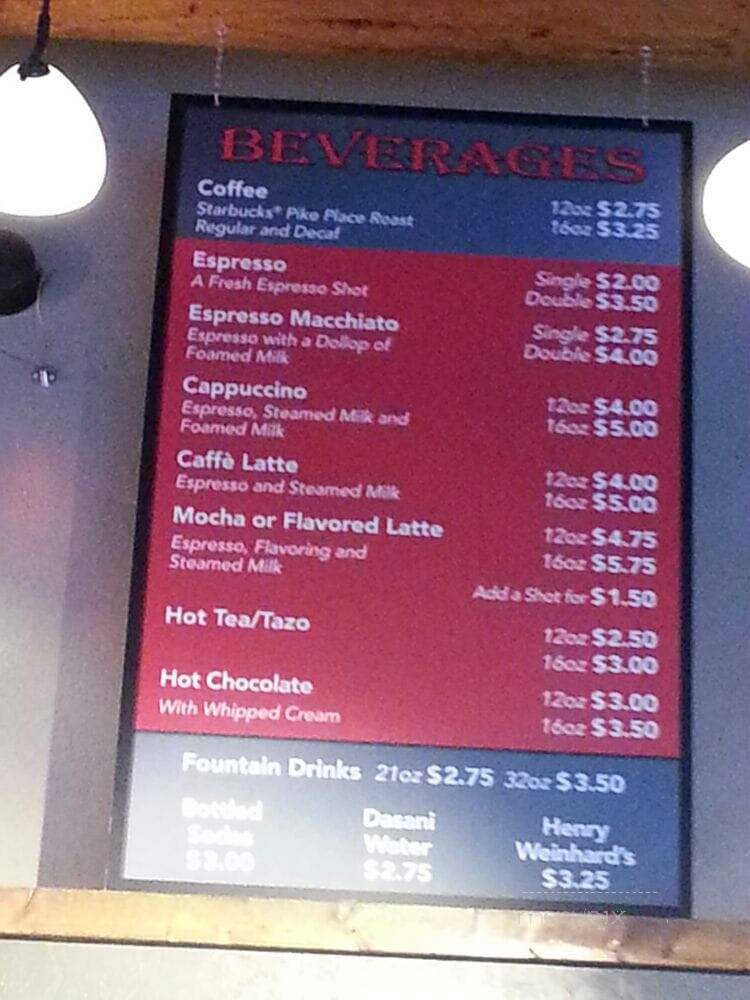 BEVERAGES
Coffee
Starbucks® Pike Place Roast
Regular and Decaf
12oz $2.75
16oz $3.25
Espresso
A Fresh Espresso Shot
Single $2.00
Double $3.50
Espresso Macchiato
Espresso with a Dollop of
Foamed Milk
Single $2.75
Double $4.00
Cappuccino
Espresso, Steamed Milk and
Foamed Milk
12oz $4.00
16oz $5.00
Caffè Latte
Espresso and Steamed Milk
12oz $4.00
16oz $5.00
Mocha or Flavored Latte
Espresso, Flavoring and
Steamed Milk
12oz $4.75
16oz $5.75
Add a Shot for $1.50
Hot Tea/Tazo
12oz $2.50
16oz $3.00
Hot Chocolate
With Whipped Cream
12oz $3.00
16oz $3.50
Fountain Drinks 21oz $2.75 32oz $3.50
Bottled
Sodas
$3.00
Dasani
Water
$2.75
Henry
Weinhard's
$3.25